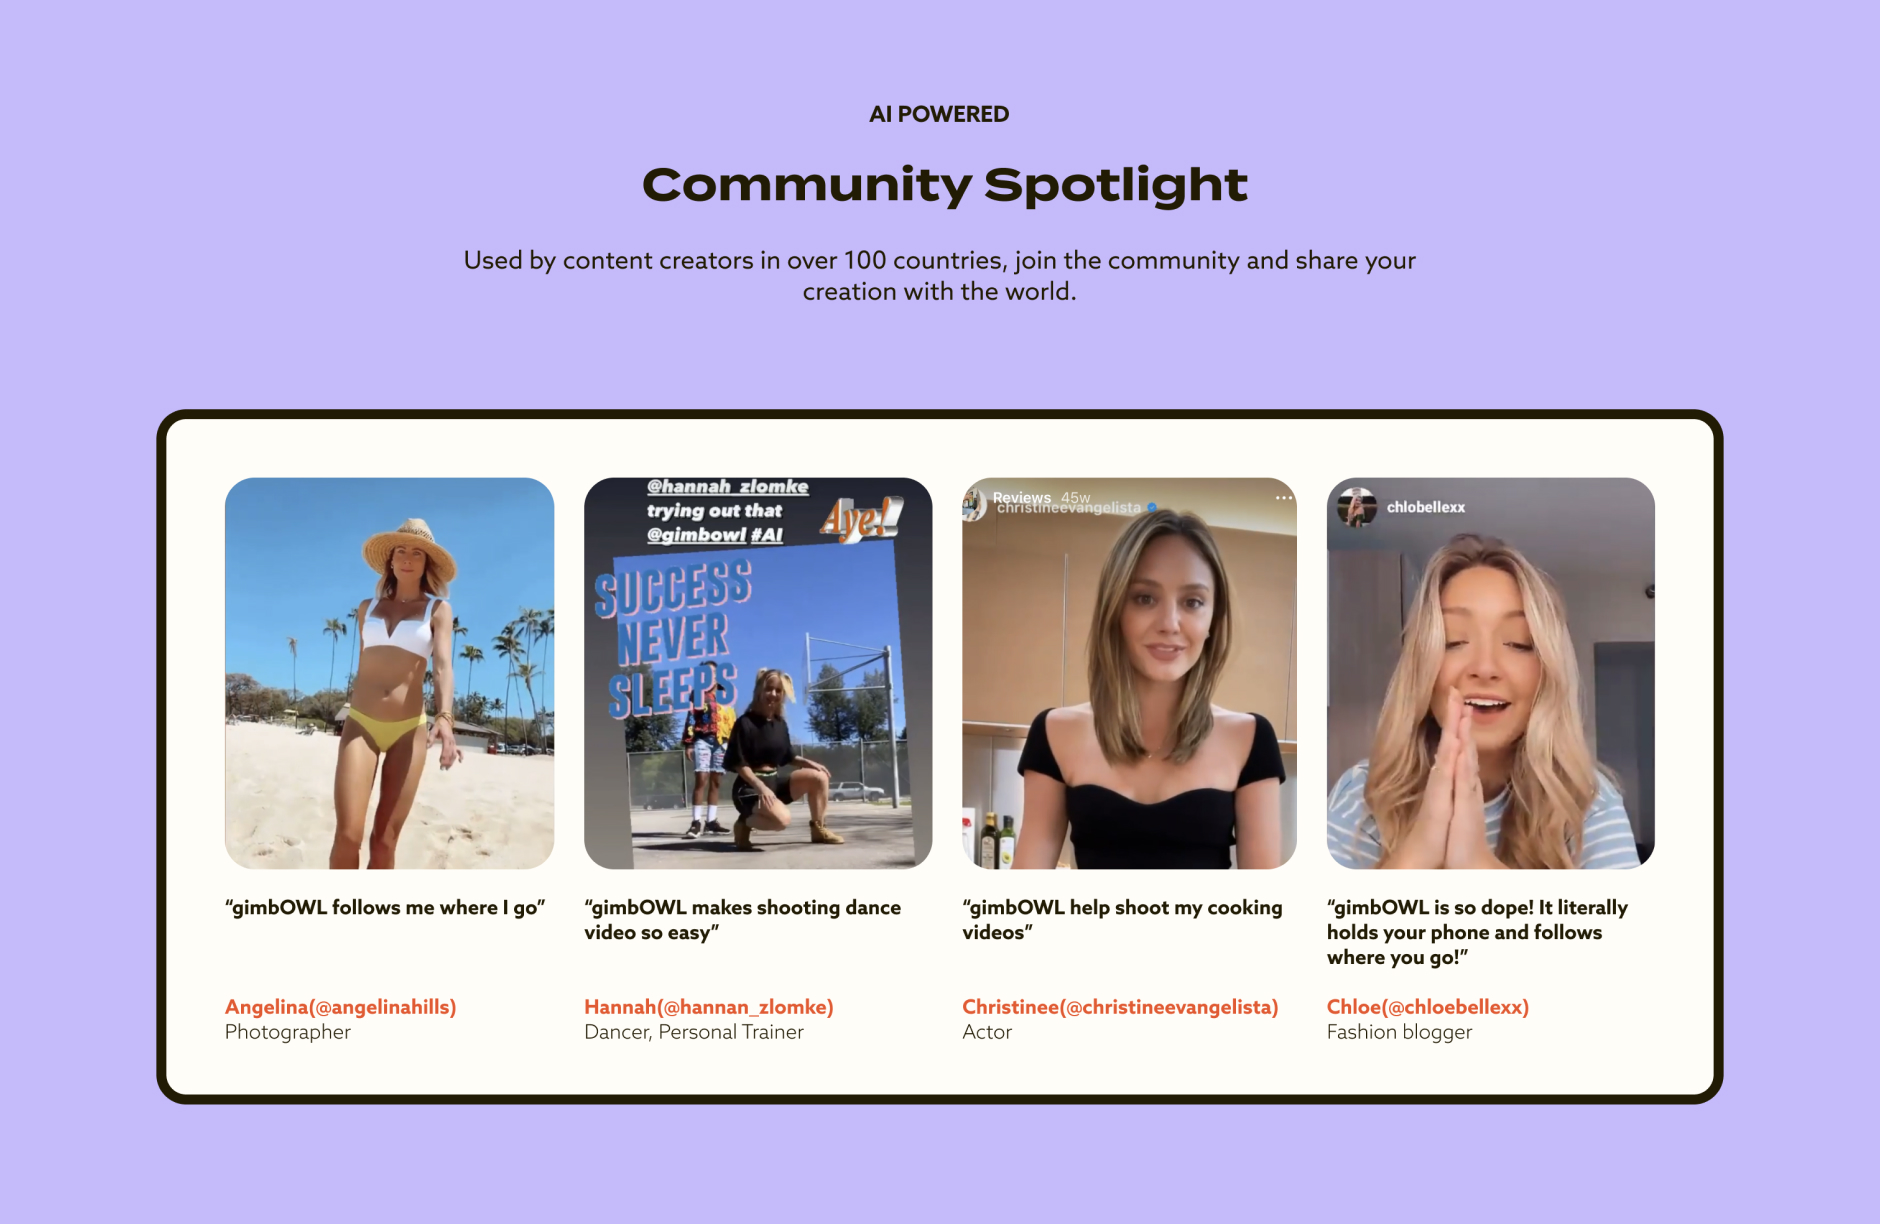 AI POWERED
Community Spotlight
Used by content creators in over 100 countries, join the community and share your
creation with the world.
@hannah_zlomke
trying out that
@gimbowl #AI
Aye!
SUCCESS
NEVER
SLEEPS
Reviews 45w
christineevangelista
chlobellexx
“gimbOWL follows me where I go”
“gimbOWL makes shooting dance
video so easy”
“gimbOWL help shoot my cooking
videos”
“gimbOWL is so dope! It literally
holds your phone and follows
where you go!”
Angelina(@angelinahills)
Photographer
Hannah(@hannan_zlomke)
Dancer, Personal Trainer
Christinee(@christineevangelista)
Actor
Chloe(@chloebellexx)
Fashion blogger